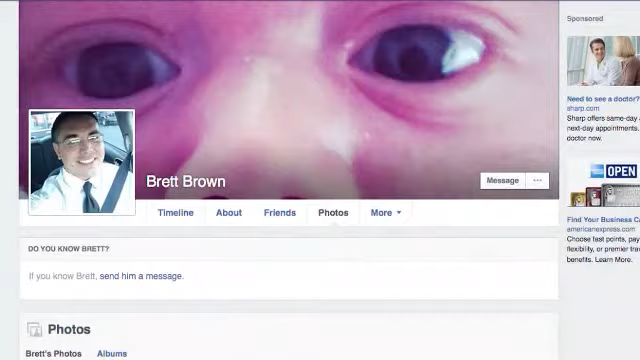 Sponsored
Brett Brown
Message
Timeline
About
Friends
Photos
More
DO YOU KNOW BRETT?
If you know Brett, send him a message.
Photos
Brett's Photos
Albums
Need to see a doctor?
sharp.com
Sharp offers same-day
next-day appointments.
doctor now.
OPEN
Find Your Business Ca
americanexpress.com
Choose fast points, pay
flexibility, or premier tra
benefits. Learn More.